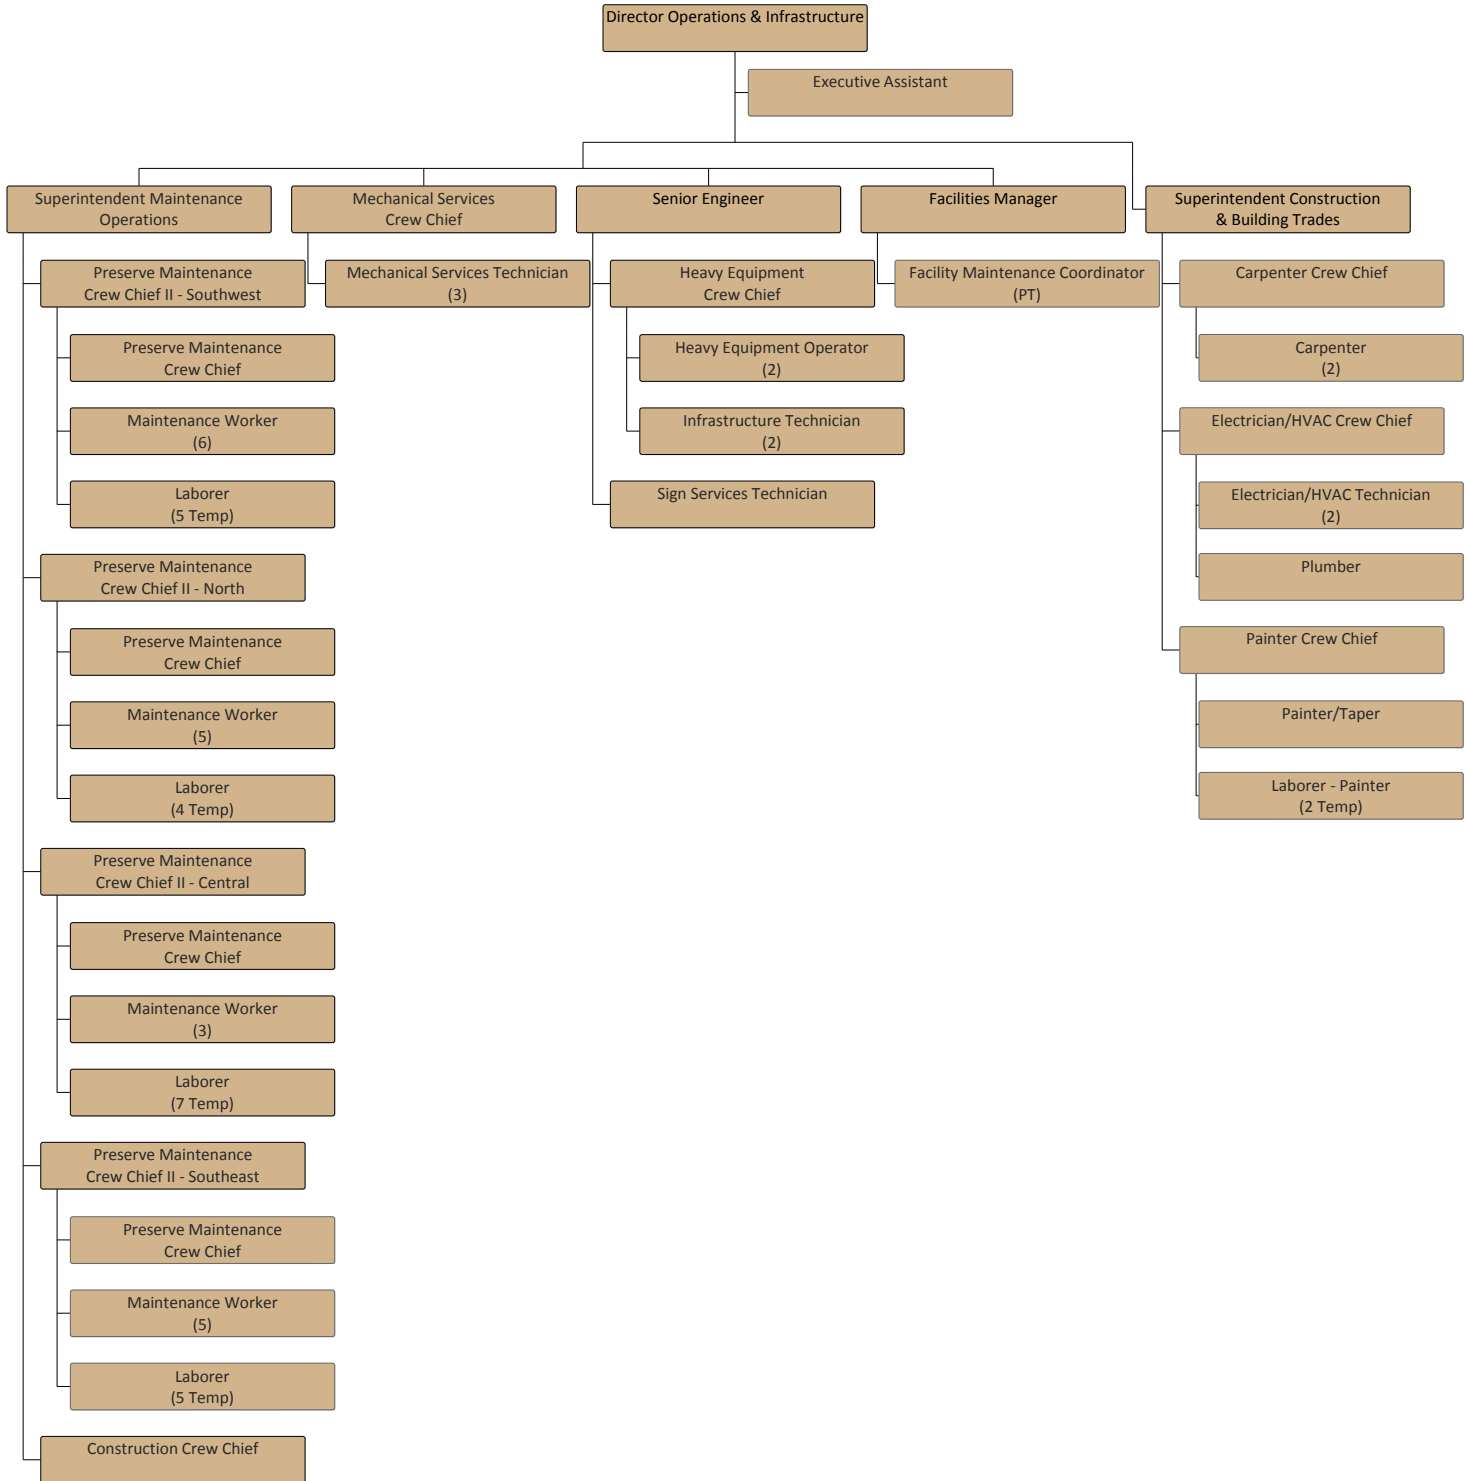 Director Operations & Infrastructure
Executive Assistant
Superintendent Maintenance
Operations
Mechanical Services
Crew Chief
Senior Engineer
Facilities Manager
Superintendent Construction
& Building Trades
Preserve Maintenance
Crew Chief II - Southwest
Preserve Maintenance
Crew Chief
Maintenance Worker
(6)
Laborer
(5 Temp)
Preserve Maintenance
Crew Chief II - North
Preserve Maintenance
Crew Chief
Maintenance Worker
(5)
Laborer
(4 Temp)
Preserve Maintenance
Crew Chief II - Central
Preserve Maintenance
Crew Chief
Maintenance Worker
(3)
Laborer
(7 Temp)
Preserve Maintenance
Crew Chief II - Southeast
Preserve Maintenance
Crew Chief
Maintenance Worker
(5)
Laborer
(5 Temp)
Construction Crew Chief
Mechanical Services Technician
(3)
Heavy Equipment
Crew Chief
Heavy Equipment Operator
(2)
Infrastructure Technician
(2)
Sign Services Technician
Facility Maintenance Coordinator
(PT)
Carpenter Crew Chief
Carpenter
(2)
Electrician/HVAC Crew Chief
Electrician/HVAC Technician
(2)
Plumber
Painter Crew Chief
Painter/Taper
Laborer - Painter
(2 Temp)